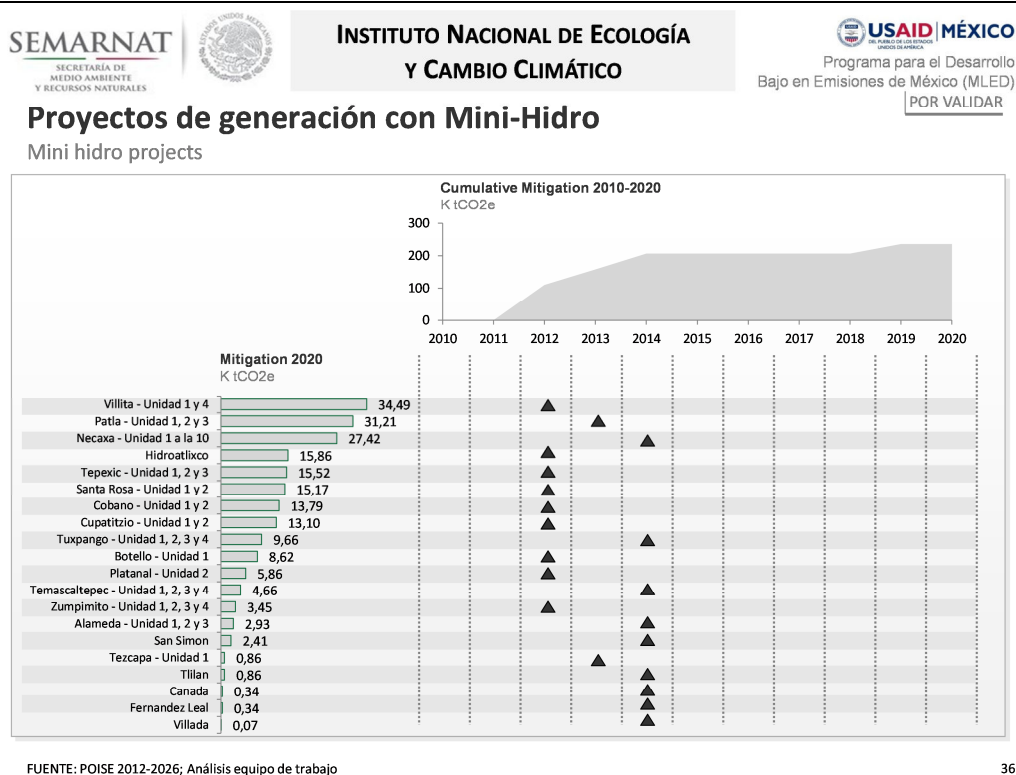 SEMARNAT
SECRETARÍA DE
MEDIO AMBIENTE
Y RECURSOS NATURALES
INSTITUTO NACIONAL DE ECOLOGÍA
Y CAMBIO CLIMÁTICO
USAID MÉXICO
DEL PUEBLO DE LOS ESTADOS
UNIDOS DE AMÉRICA
Programa para el Desarrollo
Bajo en Emisiones de México (MLED)
POR VALIDAR
Proyectos de generación con Mini-Hidro
Mini hidro projects
Cumulative Mitigation 2010-2020
K tCO2e
300
200
100
0
2010 2011 2012 2013 2014 2015 2016 2017 2018 2019 2020
Mitigation 2020
K tCO2e
Villita - Unidad 1 y 4 34,49
Patla - Unidad 1, 2 y 3 31,21
Necaxa - Unidad 1 a la 10 27,42
Hidroatlixco 15,86
Tepexic - Unidad 1, 2 y 3 15,52
Santa Rosa - Unidad 1 y 2 15,17
Cobano - Unidad 1 y 2 13,79
Cupatitzio - Unidad 1 y 2 13,10
Tuxpango - Unidad 1, 2, 3 y 4 9,66
Botello - Unidad 1 8,62
Platanal - Unidad 2 5,86
Temascaltepec - Unidad 1, 2, 3 y 4 4,66
Zumpimito - Unidad 1, 2, 3 y 4 3,45
Alameda - Unidad 1, 2 y 3 2,93
San Simon 2,41
Tezcapa - Unidad 1 0,86
Tlilan 0,86
Canada 0,34
Fernandez Leal 0,34
Villada 0,07
FUENTE: POISE 2012-2026; Análisis equipo de trabajo
36